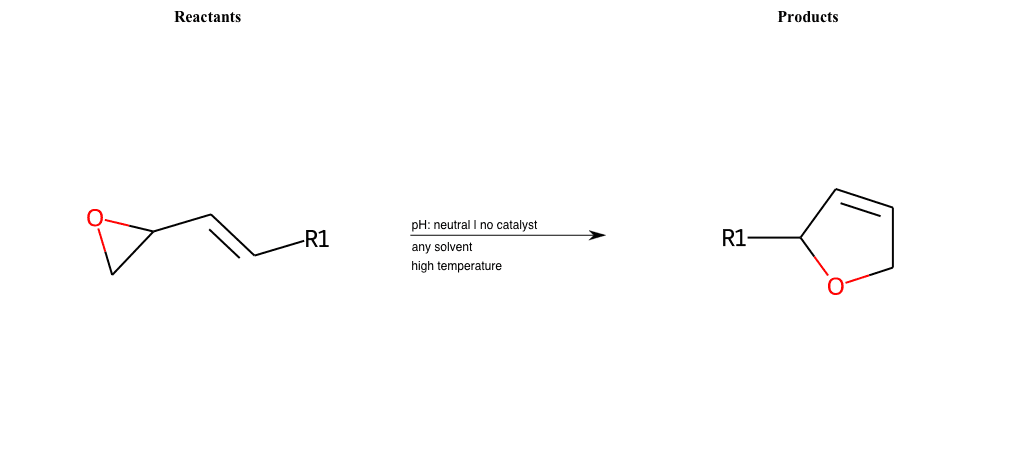 Reactants
Products
O
R1
pH: neutral | no catalyst
any solvent
high temperature
R1
O